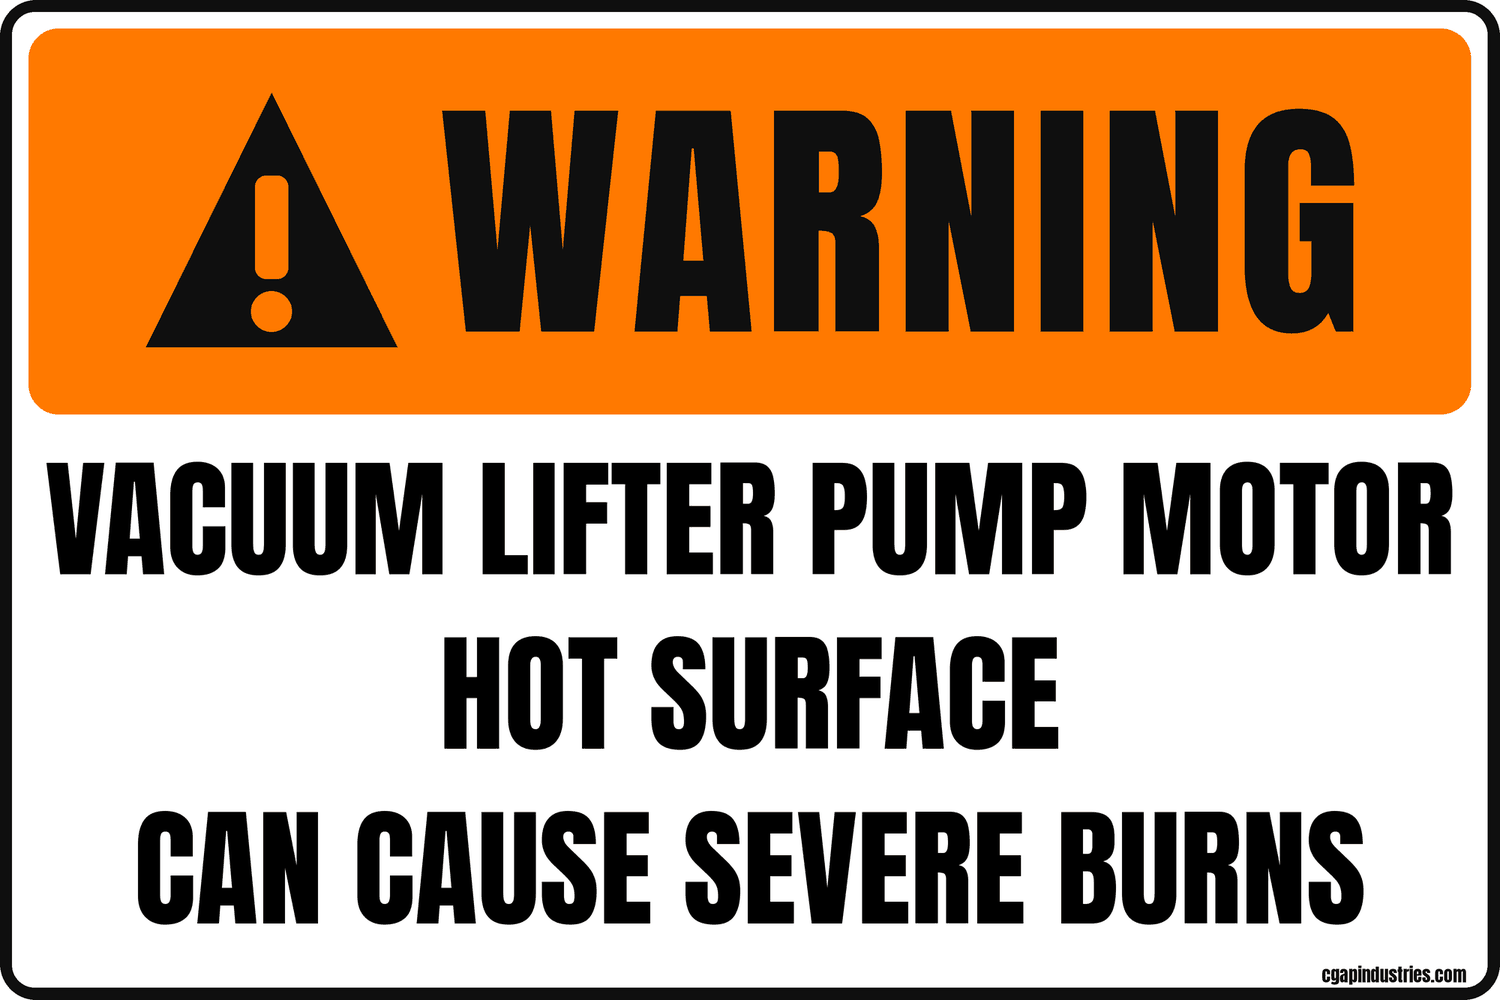 WARNING
VACUUM LIFTER PUMP MOTOR
HOT SURFACE
CAN CAUSE SEVERE BURNS
cgapindustries.com